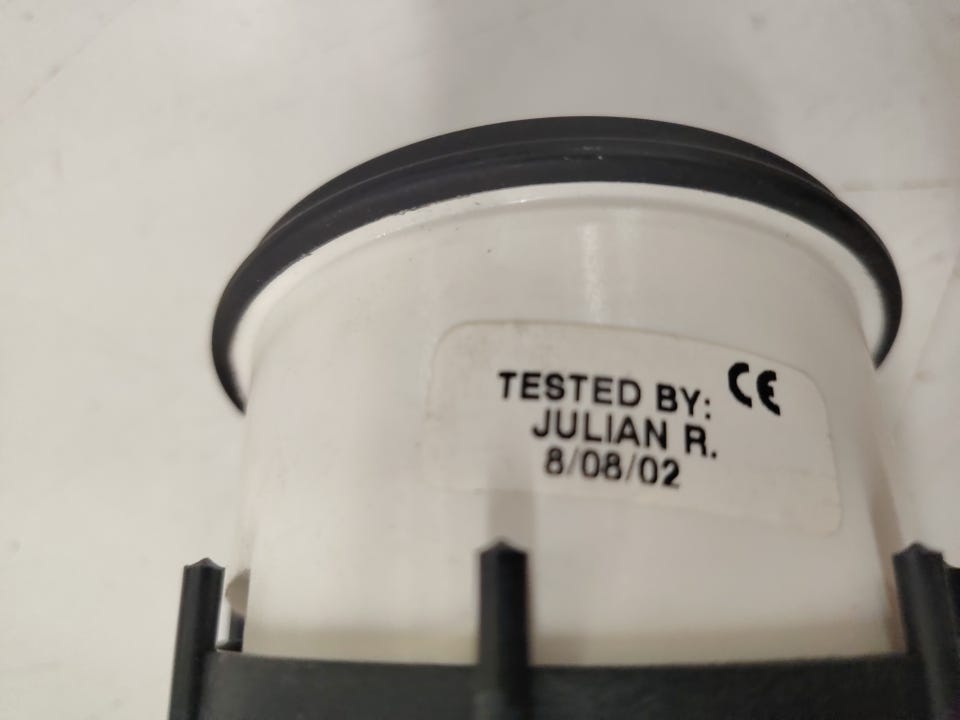 TESTED BY: CE
JULIAN R.
8/08/02